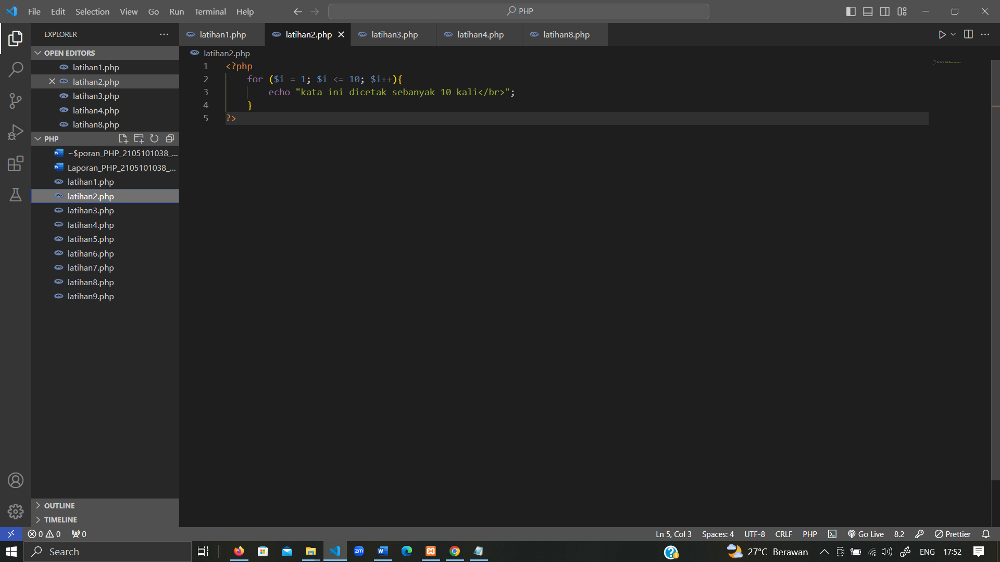 File Edit Selection View Go Run Terminal Help
PHP
EXPLORER
latihan1.php latihan2.php latihan3.php latihan4.php latihan8.php
OPEN EDITORS
latihan1.php
latihan2.php
latihan3.php
latihan4.php
latihan8.php
PHP
~$poran_PHP_2105101038_...
Laporan_PHP_2105101038_...
latihan1.php
latihan2.php
latihan3.php
latihan4.php
latihan5.php
latihan6.php
latihan7.php
latihan8.php
latihan9.php
OUTLINE
TIMELINE
latihan2.php
1 <?php
2 for ($i = 1; $i <= 10; $i++){
3 echo "kata ini dicetak sebanyak 10 kali</br>";
4 }
5 ?>
0 0 0 Ln 5, Col 3 Spaces: 4 UTF-8 CRLF PHP Go Live 8.2 Prettier
Search 27°C Berawan ENG 17:52